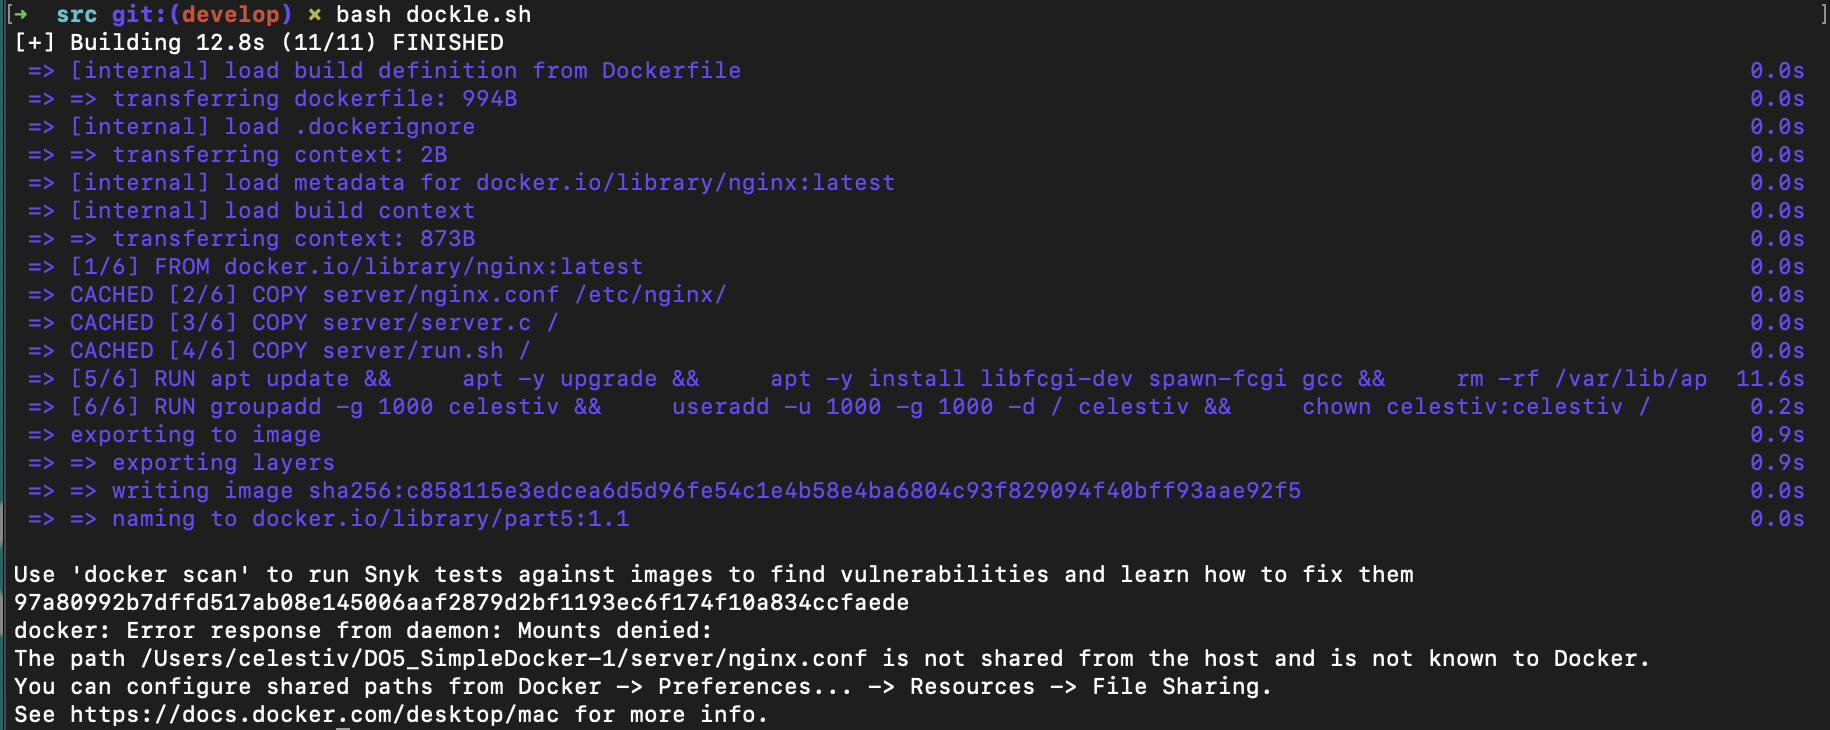 [➜  src git:(develop) × bash dockle.sh ]
[+] Building 12.8s (11/11) FINISHED
=> [internal] load build definition from Dockerfile 0.0s
=> => transferring dockerfile: 994B 0.0s
=> [internal] load .dockerignore 0.0s
=> => transferring context: 2B 0.0s
=> [internal] load metadata for docker.io/library/nginx:latest 0.0s
=> [internal] load build context 0.0s
=> => transferring context: 873B 0.0s
=> [1/6] FROM docker.io/library/nginx:latest 0.0s
=> CACHED [2/6] COPY server/nginx.conf /etc/nginx/ 0.0s
=> CACHED [3/6] COPY server/server.c / 0.0s
=> CACHED [4/6] COPY server/run.sh / 0.0s
=> [5/6] RUN apt update &&     apt -y upgrade &&     apt -y install libfcgi-dev spawn-fcgi gcc &&     rm -rf /var/lib/ap 11.6s
=> [6/6] RUN groupadd -g 1000 celestiv &&     useradd -u 1000 -g 1000 -d / celestiv &&     chown celestiv:celestiv / 0.2s
=> exporting to image 0.9s
=> => exporting layers 0.9s
=> => writing image sha256:c858115e3edcea6d5d96fe54c1e4b58e4ba6804c93f829094f40bff93aae92f5 0.0s
=> => naming to docker.io/library/part5:1.1 0.0s
Use 'docker scan' to run Snyk tests against images to find vulnerabilities and learn how to fix them
97a80992b7dffd517ab08e145006aaf2879d2bf1193ec6f174f10a834ccfaede
docker: Error response from daemon: Mounts denied:
The path /Users/celestiv/DO5_SimpleDocker-1/server/nginx.conf is not shared from the host and is not known to Docker.
You can configure shared paths from Docker -> Preferences... -> Resources -> File Sharing.
See https://docs.docker.com/desktop/mac for more info.